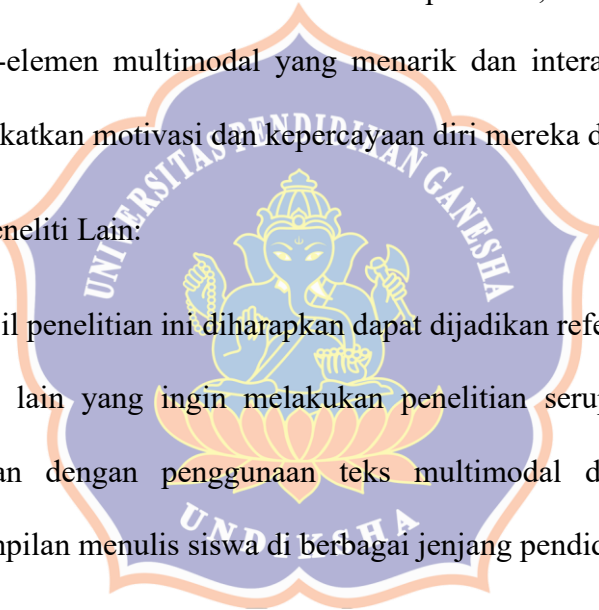 -elemen multimodal yang menarik dan intera
katkan motivasi dan kepercayaan diri mereka d
UNIVERSITAS PENDIDIKAN GANESHA
eneliti Lain:
il penelitian ini diharapkan dapat dijadikan refe
lain yang ingin melakukan penelitian seru
an dengan penggunaan teks multimodal d
UNDIKSHA
pilan menulis siswa di berbagai jenjang pendid